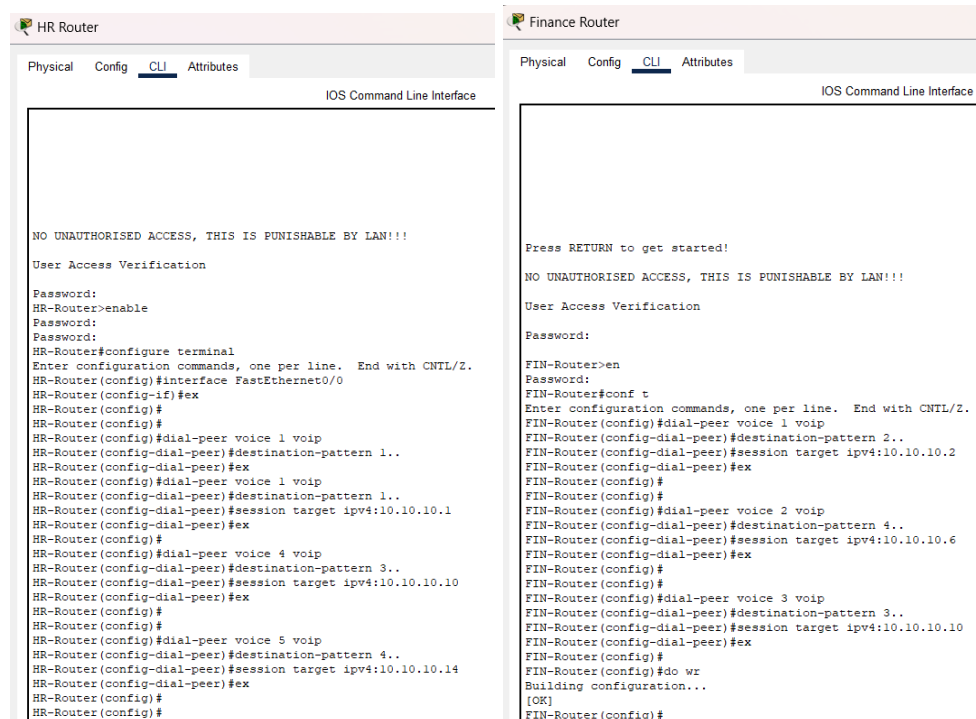 HR Router
Physical Config CLI Attributes
IOS Command Line Interface
NO UNAUTHORISED ACCESS, THIS IS PUNISHABLE BY LAN!!!
User Access Verification
Password:
HR-Router>enable
Password:
Password:
HR-Router#configure terminal
Enter configuration commands, one per line. End with CNTL/Z.
HR-Router(config)#interface FastEthernet0/0
HR-Router(config-if)#ex
HR-Router(config)#
HR-Router(config)#
HR-Router(config)#dial-peer voice 1 voip
HR-Router(config-dial-peer)#destination-pattern 1..
HR-Router(config-dial-peer)#ex
HR-Router(config)#dial-peer voice 1 voip
HR-Router(config-dial-peer)#destination-pattern 1..
HR-Router(config-dial-peer)#session target ipv4:10.10.10.1
HR-Router(config-dial-peer)#ex
HR-Router(config)#
HR-Router(config)#dial-peer voice 4 voip
HR-Router(config-dial-peer)#destination-pattern 3..
HR-Router(config-dial-peer)#session target ipv4:10.10.10.10
HR-Router(config-dial-peer)#ex
HR-Router(config)#
HR-Router(config)#
HR-Router(config)#dial-peer voice 5 voip
HR-Router(config-dial-peer)#destination-pattern 4..
HR-Router(config-dial-peer)#session target ipv4:10.10.10.14
HR-Router(config-dial-peer)#ex
HR-Router(config)#
HR-Router(config)#
Finance Router
Physical Config CLI Attributes
IOS Command Line Interface
Press RETURN to get started!
NO UNAUTHORISED ACCESS, THIS IS PUNISHABLE BY LAN!!!
User Access Verification
Password:
FIN-Router>en
Password:
FIN-Router#conf t
Enter configuration commands, one per line. End with CNTL/Z.
FIN-Router(config)#dial-peer voice 1 voip
FIN-Router(config-dial-peer)#destination-pattern 2..
FIN-Router(config-dial-peer)#session target ipv4:10.10.10.2
FIN-Router(config-dial-peer)#ex
FIN-Router(config)#
FIN-Router(config)#
FIN-Router(config)#dial-peer voice 2 voip
FIN-Router(config-dial-peer)#destination-pattern 4..
FIN-Router(config-dial-peer)#session target ipv4:10.10.10.6
FIN-Router(config-dial-peer)#ex
FIN-Router(config)#
FIN-Router(config)#
FIN-Router(config)#dial-peer voice 3 voip
FIN-Router(config-dial-peer)#destination-pattern 3..
FIN-Router(config-dial-peer)#session target ipv4:10.10.10.10
FIN-Router(config-dial-peer)#ex
FIN-Router(config)#
FIN-Router(config)#do wr
Building configuration...
[OK]
FIN-Router(config)#